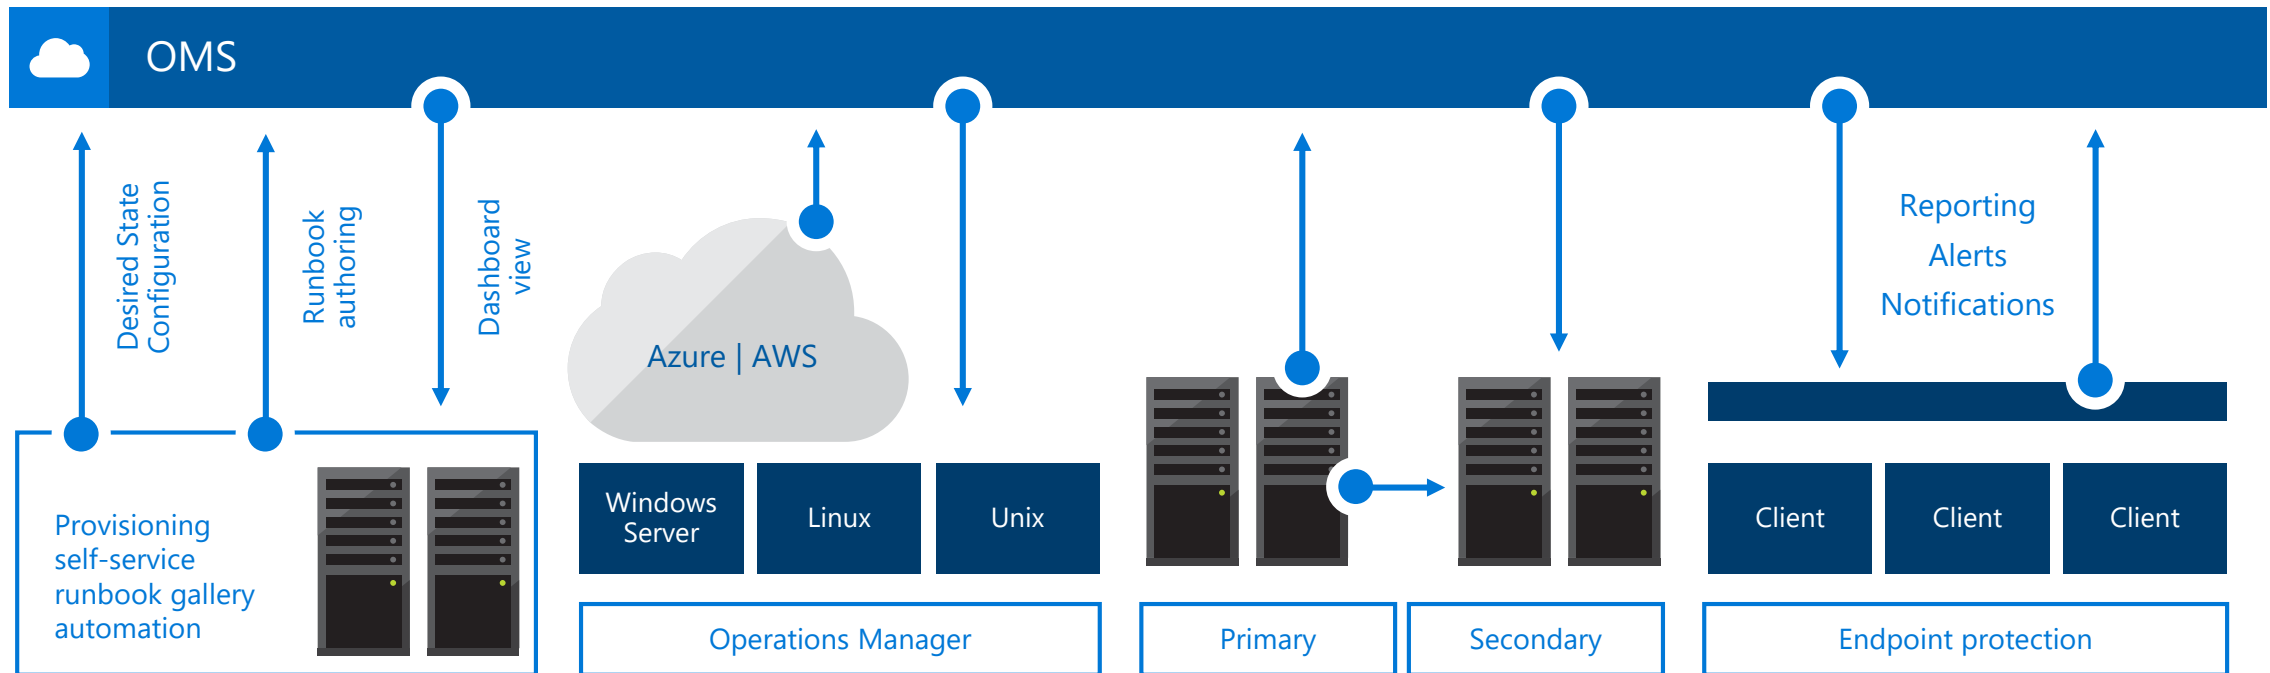 OMS
Desired State
Configuration
Runbook
authoring
Dashboard
view
Azure | AWS
Reporting
Alerts
Notifications
Provisioning
self-service
runbook gallery
automation
Windows
Server
Linux
Unix
Client
Client
Client
Operations Manager
Primary
Secondary
Endpoint protection